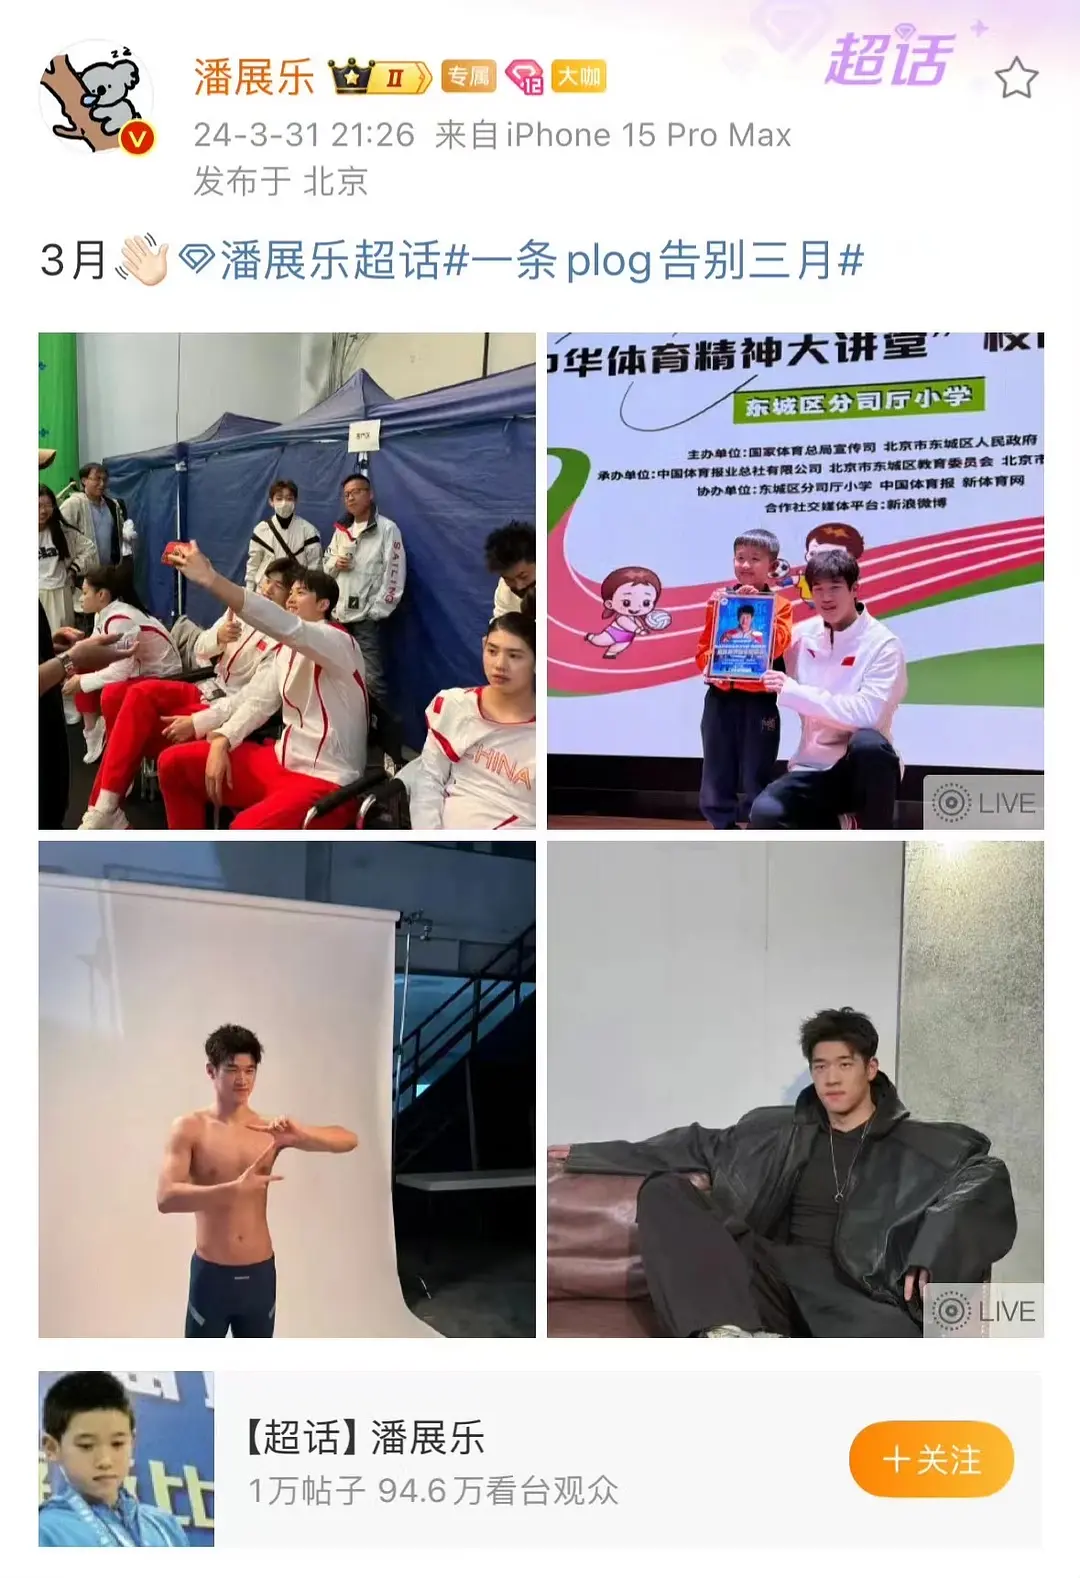 超话
潘展乐 II 专属 12 大咖
24-3-31 21:26 来自iPhone 15 Pro Max
发布于 北京
3月👋潘展乐超话#一条plog告别三月#
SAILING
CHINA
中华体育精神大讲堂”
东城区分司厅小学
主办单位:国家体育总局宣传司 北京市东城区人民政府
承办单位:中国体育报业总社有限公司 北京市东城区教育委员会 北京市
协办单位:东城区分司厅小学 中国体育报 新体育网
合作社交媒体平台:新浪微博
LIVE
LIVE
【超话】潘展乐
1万帖子 94.6万看台观众
+关注